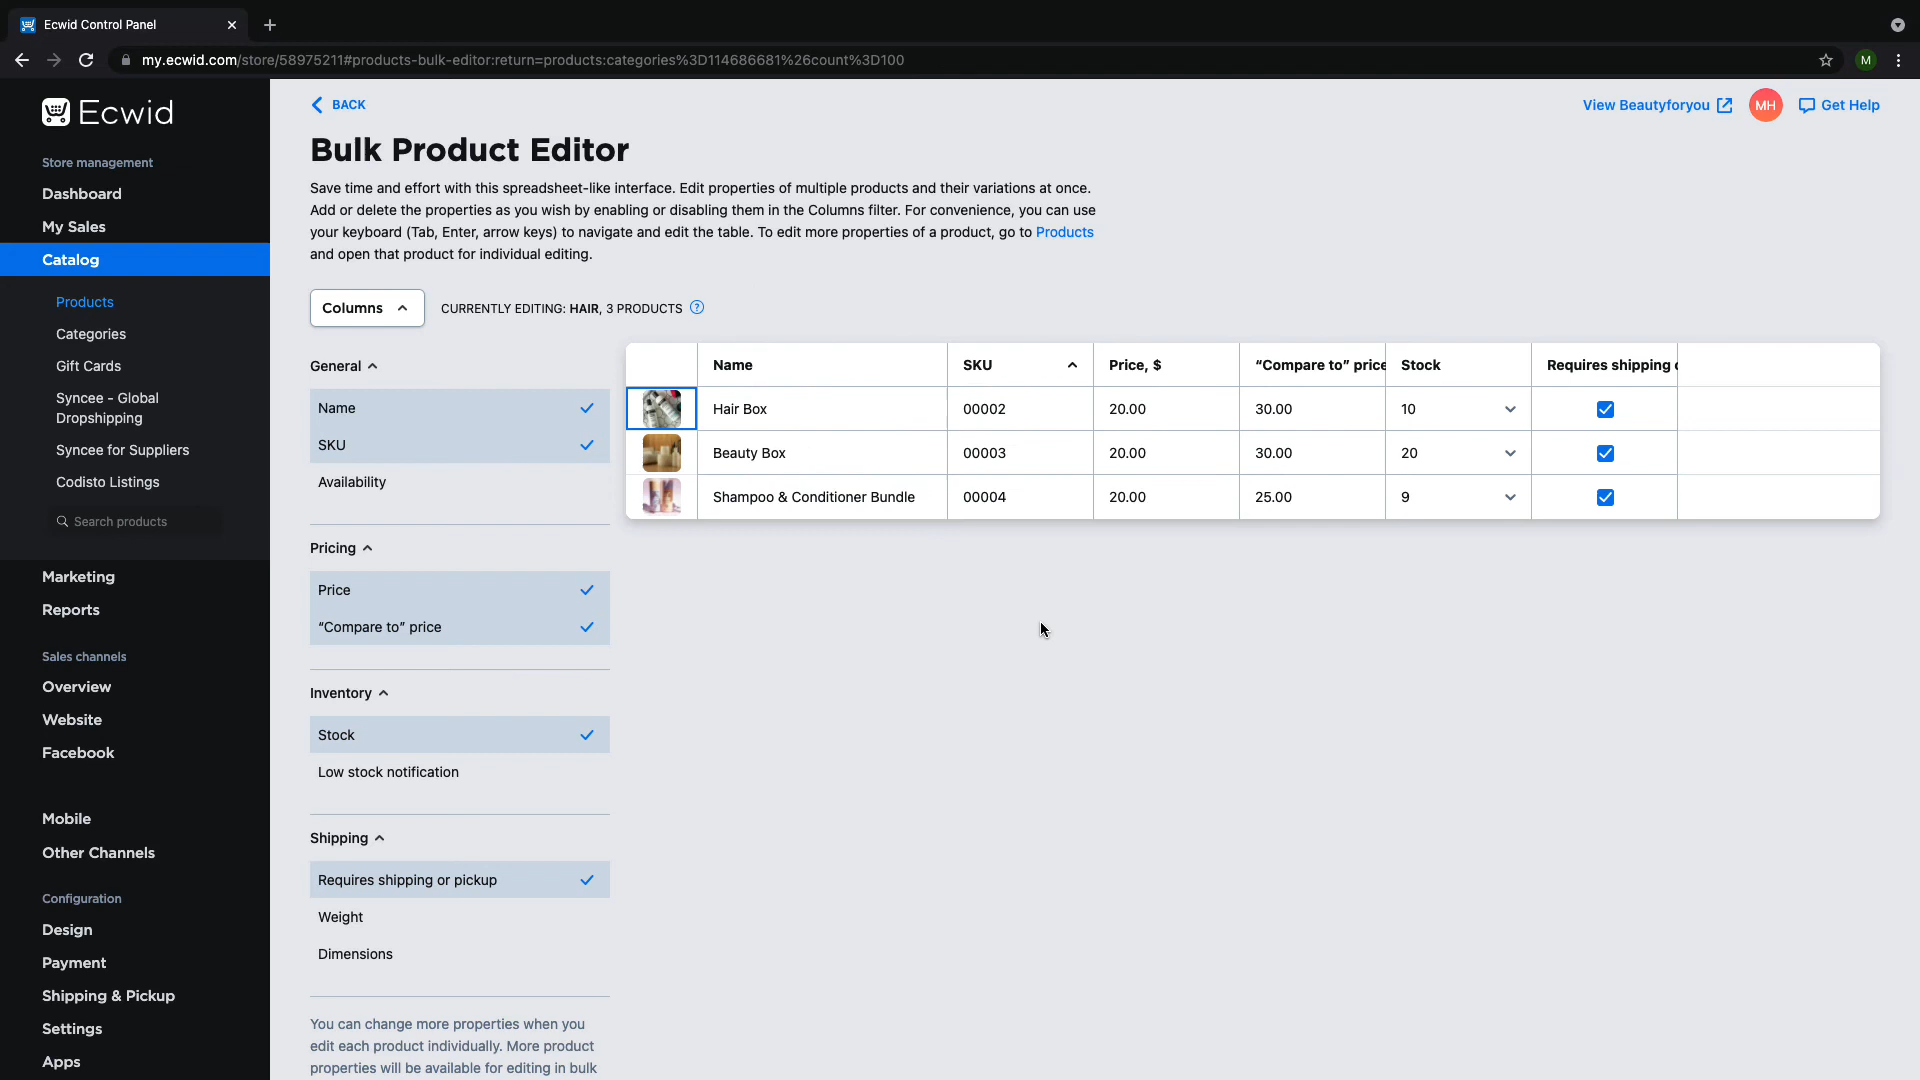 Ecwid Control Panel
my.ecwid.com/store/58975211#products-bulk-editor:return=products:categories%3D114686681%26count%3D100
M
Ecwid
Store management
Dashboard
My Sales
Catalog
Products
Categories
Gift Cards
Syncee - Global
Dropshipping
Syncee for Suppliers
Codisto Listings
Search products
Marketing
Reports
Sales channels
Overview
Website
Facebook
Mobile
Other Channels
Configuration
Design
Payment
Shipping & Pickup
Settings
Apps
BACK
View Beautyforyou
MH
Get Help
Bulk Product Editor
Save time and effort with this spreadsheet-like interface. Edit properties of multiple products and their variations at once.
Add or delete the properties as you wish by enabling or disabling them in the Columns filter. For convenience, you can use
your keyboard (Tab, Enter, arrow keys) to navigate and edit the table. To edit more properties of a product, go to Products
and open that product for individual editing.
Columns
CURRENTLY EDITING: HAIR, 3 PRODUCTS ?
General
Name
SKU
Availability
Pricing
Price
“Compare to” price
Inventory
Stock
Low stock notification
Shipping
Requires shipping or pickup
Weight
Dimensions
You can change more properties when you
edit each product individually. More product
properties will be available for editing in bulk
Name SKU Price, $ “Compare to” price Stock Requires shipping
Hair Box 00002 20.00 30.00 10
Beauty Box 00003 20.00 30.00 20
Shampoo & Conditioner Bundle 00004 20.00 25.00 9